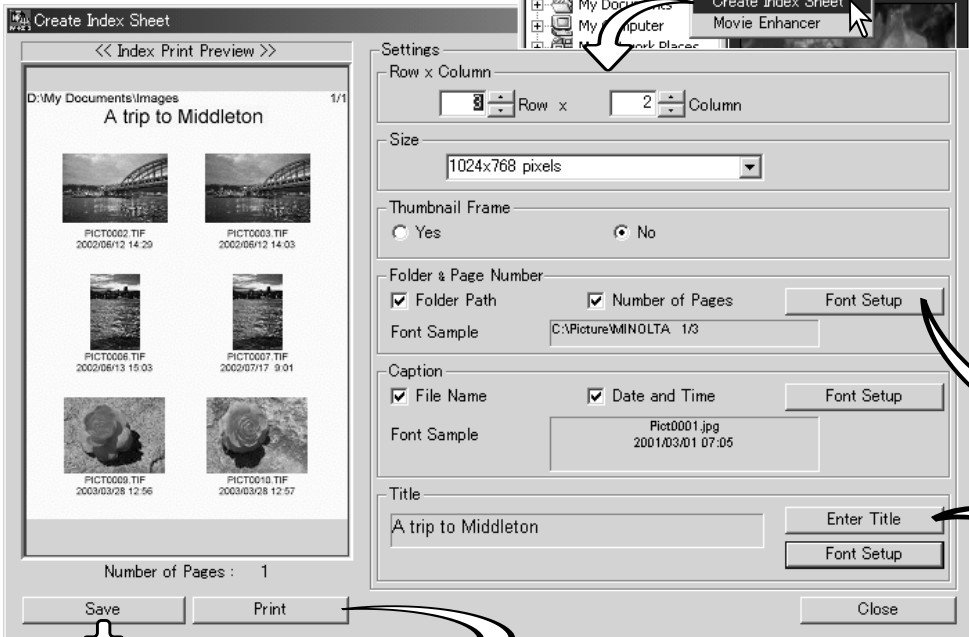 My Documents
My Computer
My Network Places
Create Index Sheet
Movie Enhancer
Create Index Sheet
<< Index Print Preview >>
D:\My Documents\Images 1/1
A trip to Middleton
PICT0002.TIF
2002/06/12 14:29
PICT0003.TIF
2002/06/12 14:03
PICT0006.TIF
2002/06/13 15:03
PICT0007.TIF
2002/07/17 9:01
PICT0009.TIF
2003/03/28 12:56
PICT0010.TIF
2003/03/28 12:57
Number of Pages : 1
Save
Print
Settings
Row x Column
3 Row x 2 Column
Size
1024x768 pixels
Thumbnail Frame
Yes No
Folder & Page Number
Folder Path Number of Pages Font Setup
Font Sample C:\Picture\MINOLTA 1/3
Caption
File Name Date and Time Font Setup
Font Sample
Pict0001.jpg
2001/03/01 07:05
Title
A trip to Middleton
Enter Title
Font Setup
Close